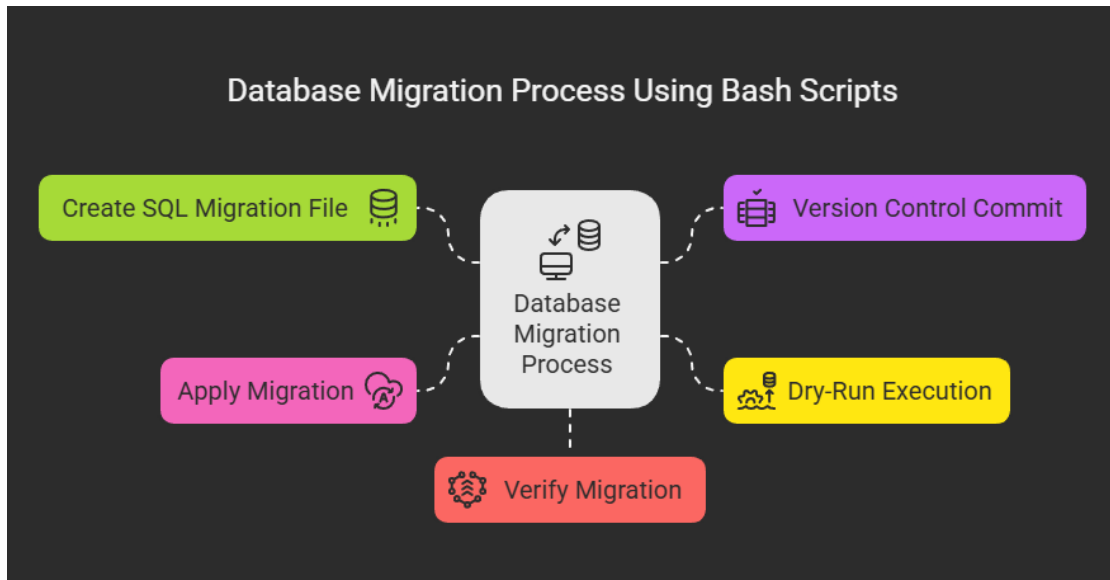 Database Migration Process Using Bash Scripts
Create SQL Migration File
Version Control Commit
Database
Migration
Process
Apply Migration
A
Dry-Run Execution
Verify Migration